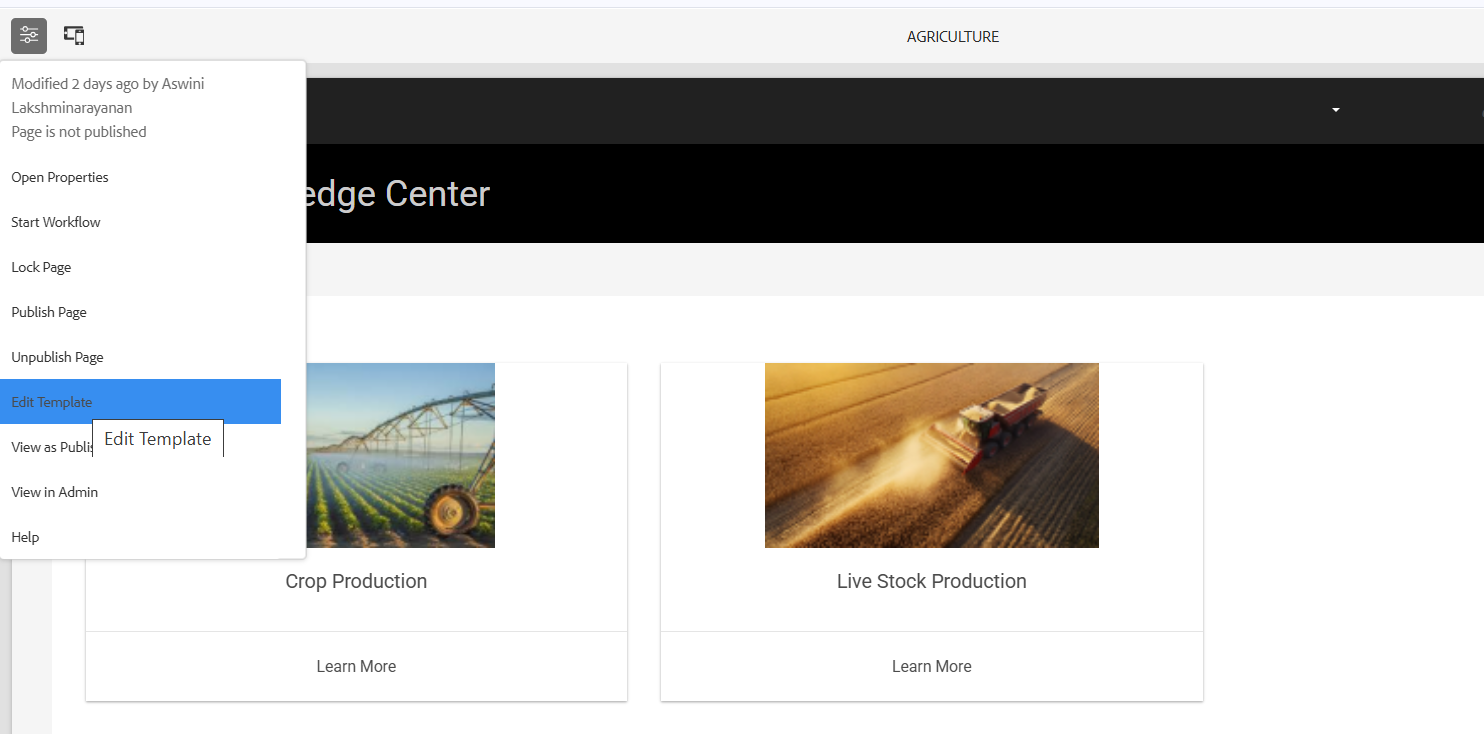 AGRICULTURE
Modified 2 days ago by Aswini
Lakshminarayanan
Page is not published
Open Properties
Start Workflow
Lock Page
Publish Page
Unpublish Page
Edit Template
Edit Template
View as Publis
View in Admin
Help
edge Center
Crop Production
Live Stock Production
Learn More
Learn More